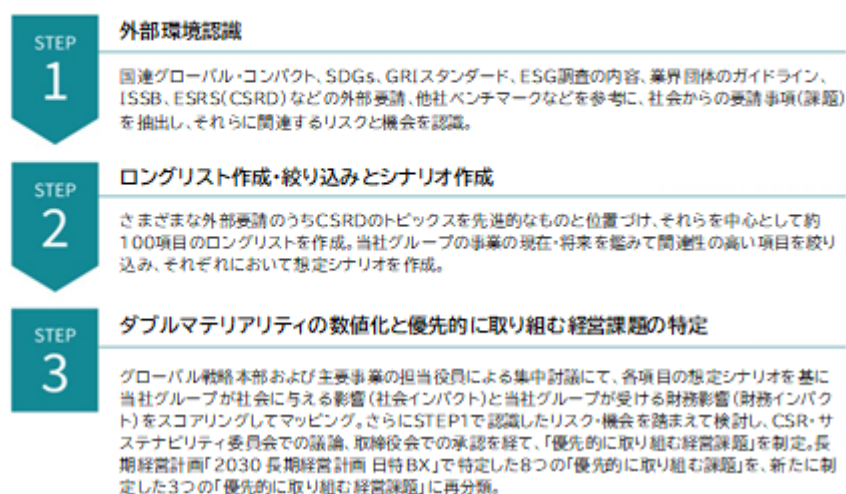 STEP
1
外部環境認識
国連グローバル・コンパクト、SDGs、GRIスタンダード、ESG調査の内容、業界団体のガイドライン、
ISSB、ESRS(CSRD)などの外部要請、他社ベンチマークなどを参考に、社会からの要請事項(課題)
を抽出し、それらに関連するリスクと機会を認識。
STEP
2
ロングリスト作成・絞り込みとシナリオ作成
さまざまな外部要請のうちCSRDのトピックスを先進的なものと位置づけ、それらを中心として約
100項目のロングリストを作成。当社グループの事業の現在・将来を鑑みて関連性の高い項目を絞り
込み、それぞれにおいて想定シナリオを作成。
STEP
3
ダブルマテリアリティの数値化と優先的に取り組む経営課題の特定
グローバル戦略本部および主要事業の担当役員による集中討議にて、各項目の想定シナリオを基に
当社グループが社会に与える影響(社会インパクト)と当社グループが受ける財務影響(財務インパク
ト)をスコアリングしてマッピング。さらにSTEP1で認識したリスク・機会を踏まえて検討し、CSR・サ
ステナビリティ委員会での議論、取締役会での承認を経て、「優先的に取り組む経営課題」を制定。長
期経営計画「2030 長期経営計画 日特BX」で特定した8つの「優先的に取り組む課題」を、新たに制
定した3つの「優先的に取り組む経営課題」に再分類。